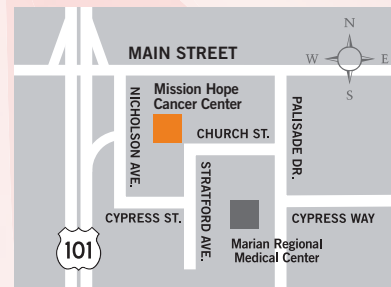 N
W
E
S
MAIN STREET
Mission Hope
Cancer Center
NICHOLSON AVE.
CHURCH ST.
PALISADE DR.
STRATFORD AVE.
CYPRESS ST.
CYPRESS WAY
101
Marian Regional
Medical Center